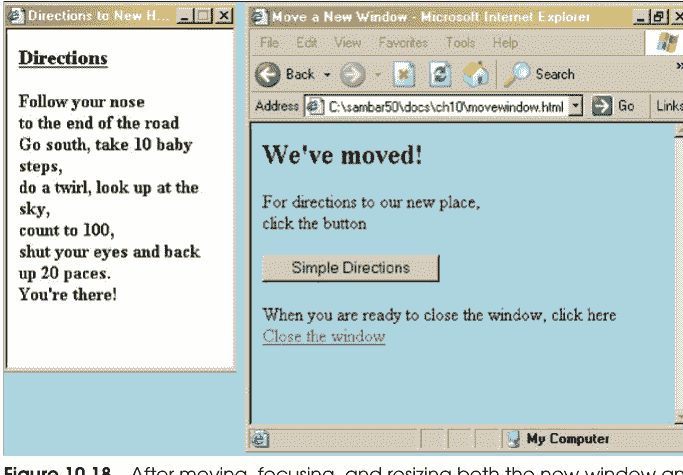 Directions to New H...
Directions
Follow your nose
to the end of the road
Go south, take 10 baby
steps,
do a twirl, look up at the
sky,
count to 100,
shut your eyes and back
up 20 paces.
You're there!
Move a New Window - Microsoft Internet Explorer
File Edit View Favorites Tools Help
Back Search
Address C:\sambar50\docs\ch10\movewindow.html Go Links
We've moved!
For directions to our new place,
click the button
Simple Directions
When you are ready to close the window, click here
Close the window
My Computer
Figure 10.18 After moving, focusing, and resizing both the new window an